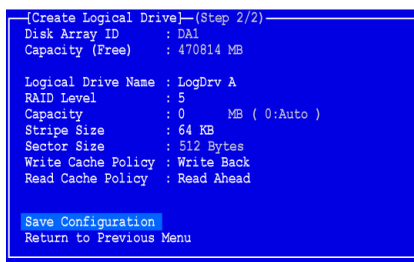 [Create Logical Drive]—(Step 2/2)
Disk Array ID : DA1
Capacity (Free) : 470814 MB
Logical Drive Name : LogDrv A
RAID Level : 5
Capacity : 0 MB ( 0:Auto )
Stripe Size : 64 KB
Sector Size : 512 Bytes
Write Cache Policy : Write Back
Read Cache Policy : Read Ahead
Save Configuration
Return to Previous Menu